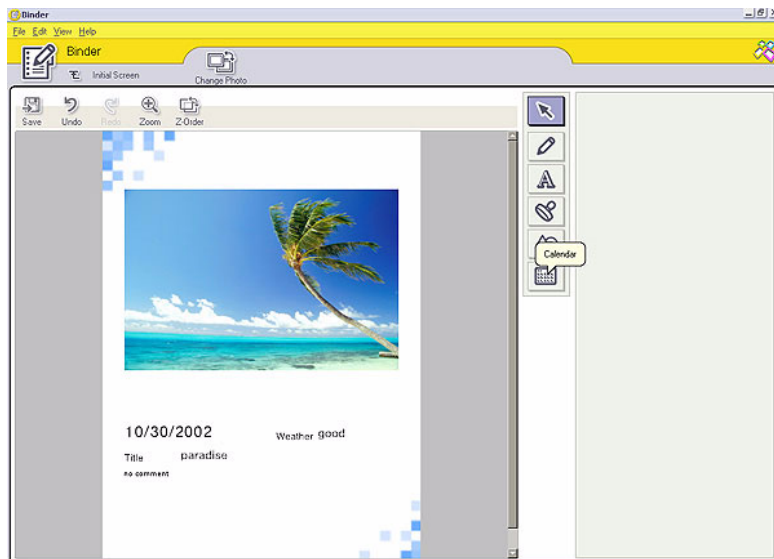 Binder
File Edit View Help
Binder
Initial Screen
Change Photo
Save Undo Redo Zoom Z-Order
A
Calendar
10/30/2002 Weather good
Title paradise
no comment